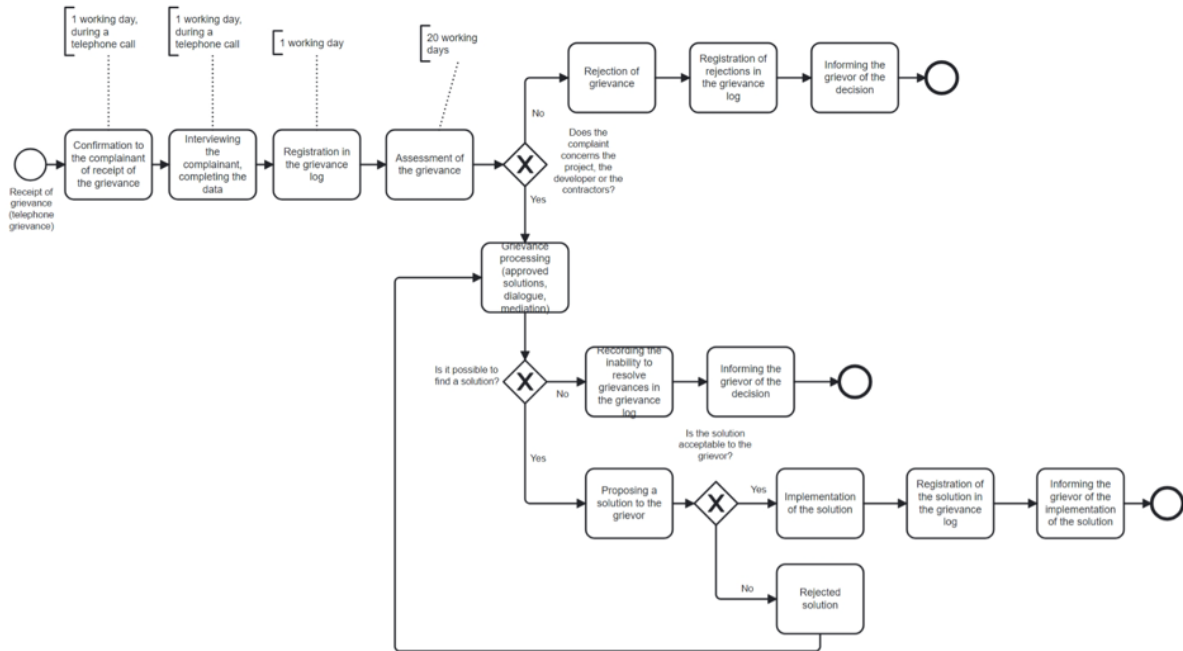 1 working day,
during a
telephone call
1 working day,
during a
telephone call
1 working day
20 working
days
Receipt of
grievance
(telephone
grievance)
Confirmation to
the complainant
of receipt of
the grievance
Interviewing
the
complainant,
completing the
data
Registration in
the grievance
log
Assessment of
the grievance
No
Yes
Does the
complaint
concerns the
project, the
developer or the
contractors?
Rejection of
grievance
Registration of
rejections in
the grievance
log
Informing the
grievor of the
decision
Grievance
processing
(approved
solutions,
dialogue,
mediation)
Is it possible to
find a solution?
No
Yes
Recording the
inability to
resolve
grievances in
the grievance
log
Informing the
grievor of the
decision
Is the solution
acceptable to the
grievor?
Proposing a
solution to the
grievor
Yes
No
Implementation
of the solution
Registration of
the solution in
the grievance
log
Informing the
grievor of the
implementation
of the solution
Rejected
solution